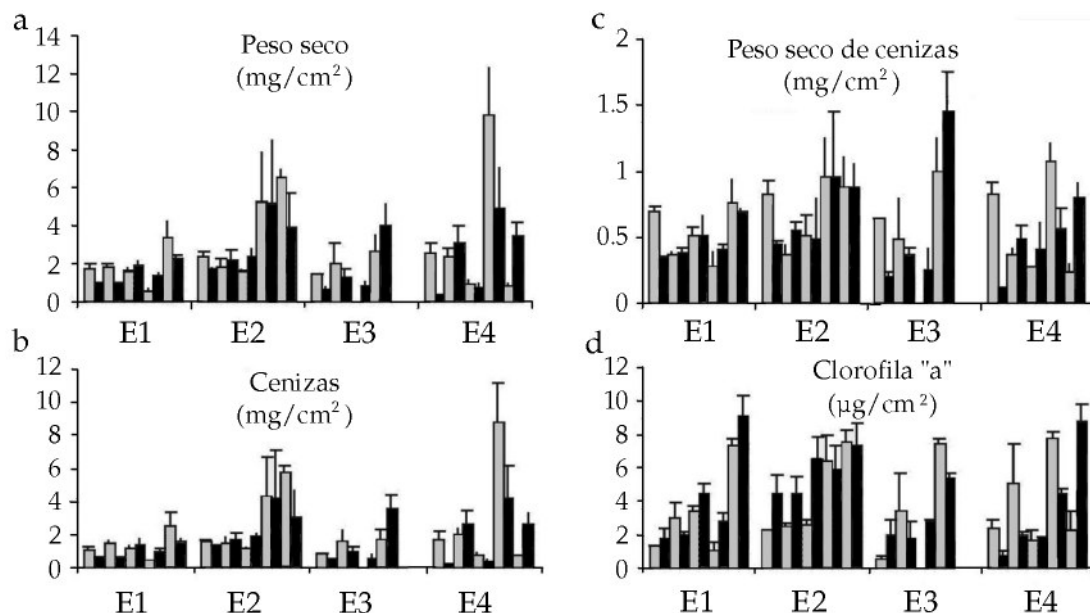 a
Peso seco
(mg/cm²)
14
12
10
8
6
4
2
0
E1 E2 E3 E4
b
Cenizas
(mg/cm²)
12
10
8
6
4
2
0
E1 E2 E3 E4
c
Peso seco de cenizas
(mg/cm²)
2
1.5
1
0.5
0
E1 E2 E3 E4
d
Clorofila "a"
(µg/cm²)
12
10
8
6
4
2
0
E1 E2 E3 E4